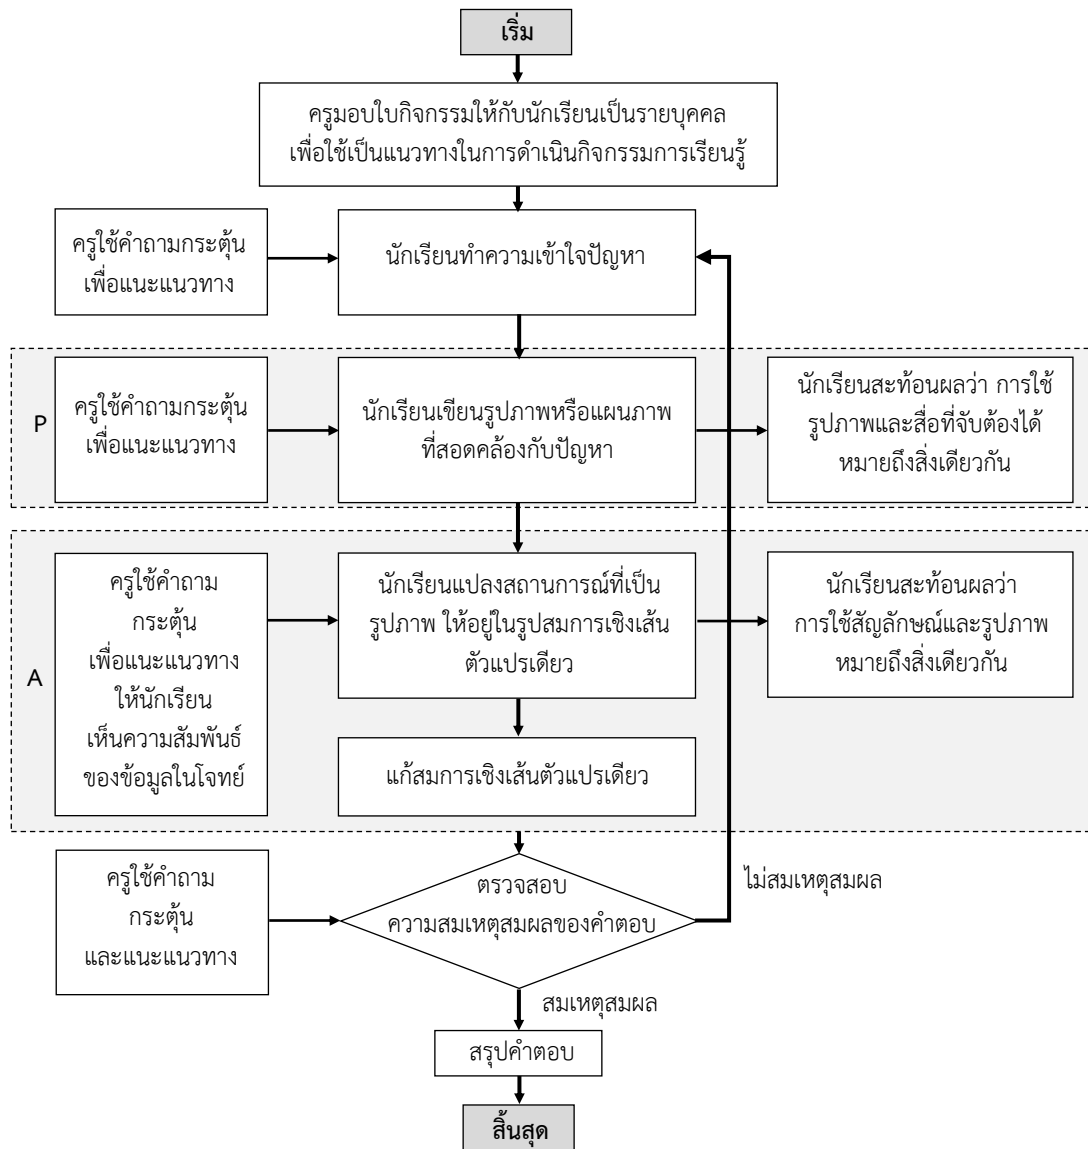 เริ่ม
ครูมอบใบกิจกรรมให้กับนักเรียนเป็นรายบุคคล
เพื่อใช้เป็นแนวทางในการดำเนินกิจกรรมการเรียนรู้
ครูใช้คำถามกระตุ้น
เพื่อแนะแนวทาง
นักเรียนทำความเข้าใจปัญหา
P
ครูใช้คำถามกระตุ้น
เพื่อแนะแนวทาง
นักเรียนเขียนรูปภาพหรือแผนภาพ
ที่สอดคล้องกับปัญหา
นักเรียนสะท้อนผลว่า การใช้
รูปภาพและสื่อที่จับต้องได้
หมายถึงสิ่งเดียวกัน
A
ครูใช้คำถาม
กระตุ้น
เพื่อแนะแนวทาง
ให้นักเรียน
เห็นความสัมพันธ์
ของข้อมูลในโจทย์
นักเรียนแปลงสถานการณ์ที่เป็น
รูปภาพ ให้อยู่ในรูปสมการเชิงเส้น
ตัวแปรเดียว
นักเรียนสะท้อนผลว่า
การใช้สัญลักษณ์และรูปภาพ
หมายถึงสิ่งเดียวกัน
แก้สมการเชิงเส้นตัวแปรเดียว
ครูใช้คำถาม
กระตุ้น
และแนะแนวทาง
ตรวจสอบ
ความสมเหตุสมผลของคำตอบ
ไม่สมเหตุสมผล
สมเหตุสมผล
สรุปคำตอบ
สิ้นสุด